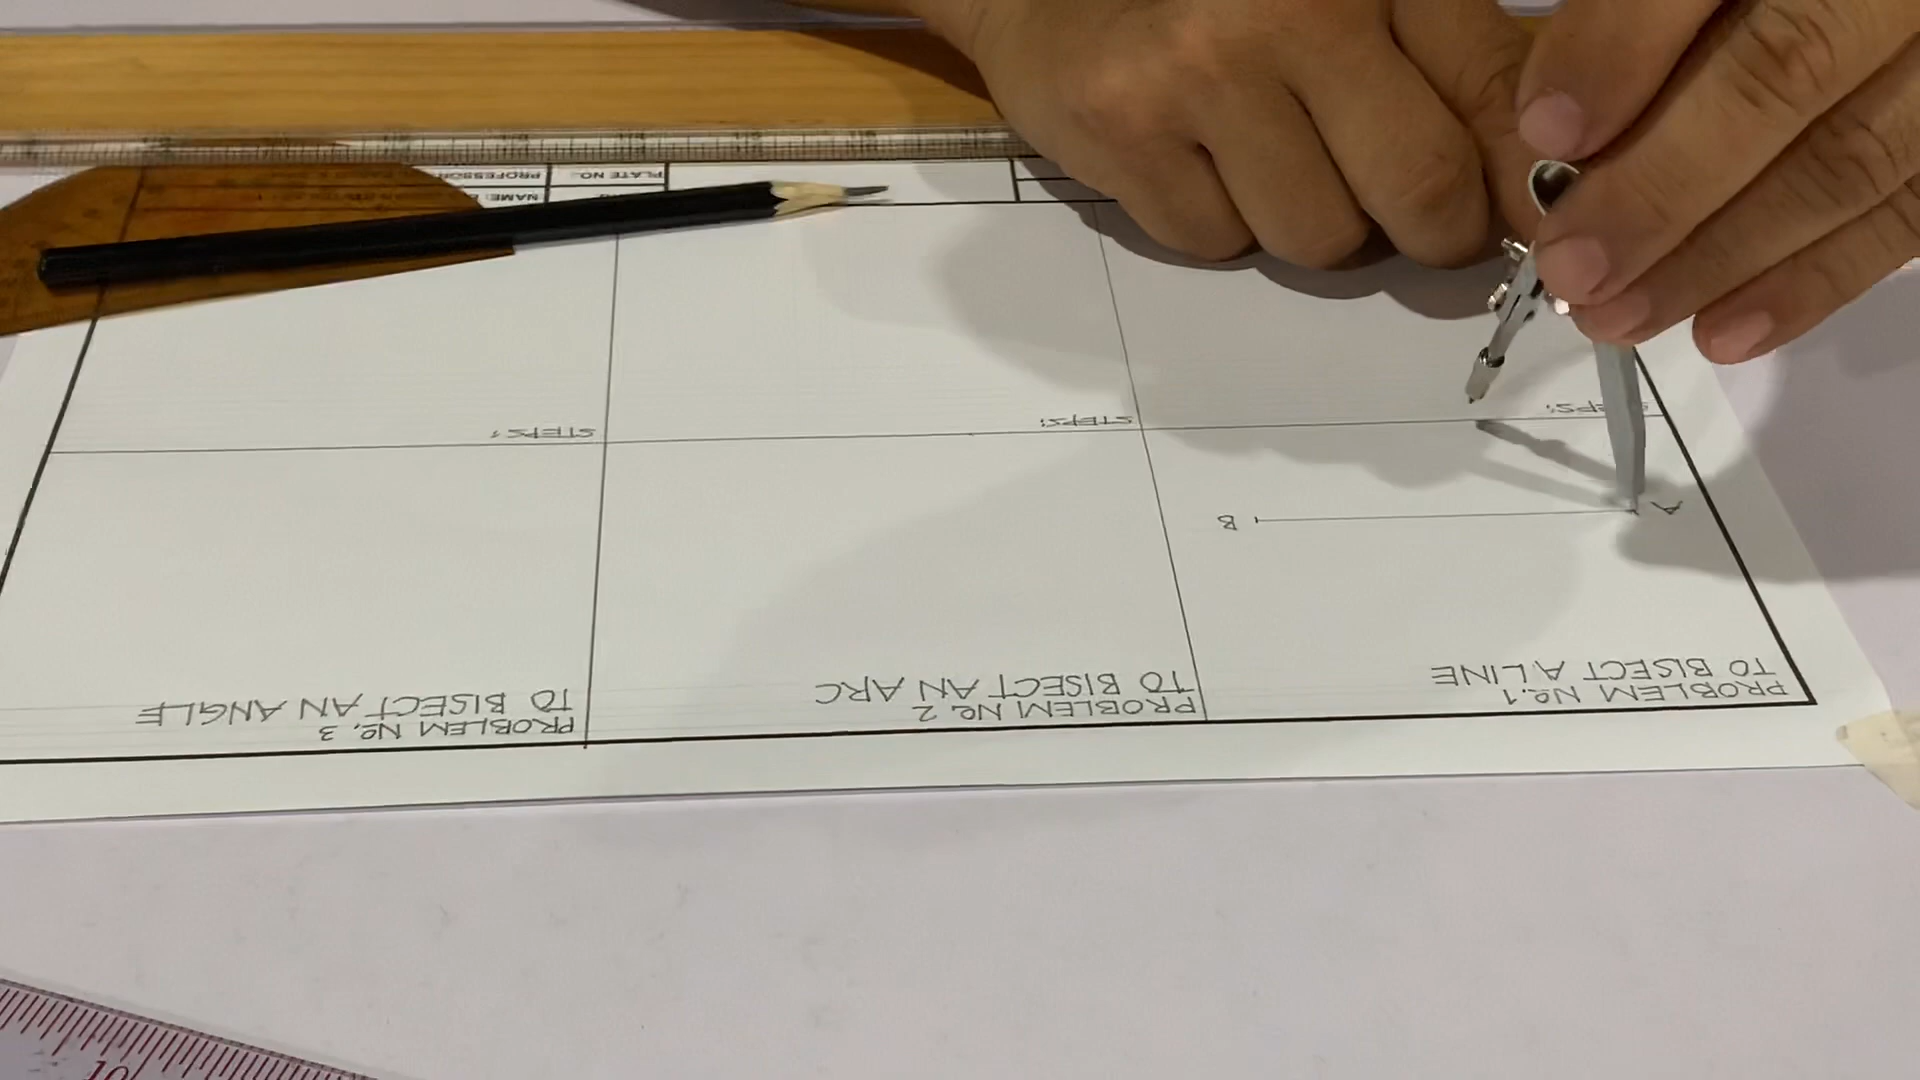 PROBLEM No. 1
TO BISECT A LINE
A
B
STEPS:
PROBLEM No. 2
TO BISECT AN ARC
STEPS:
PROBLEM No. 3
TO BISECT AN ANGLE
STEPS:
NAME:
PLATE NO.:
10